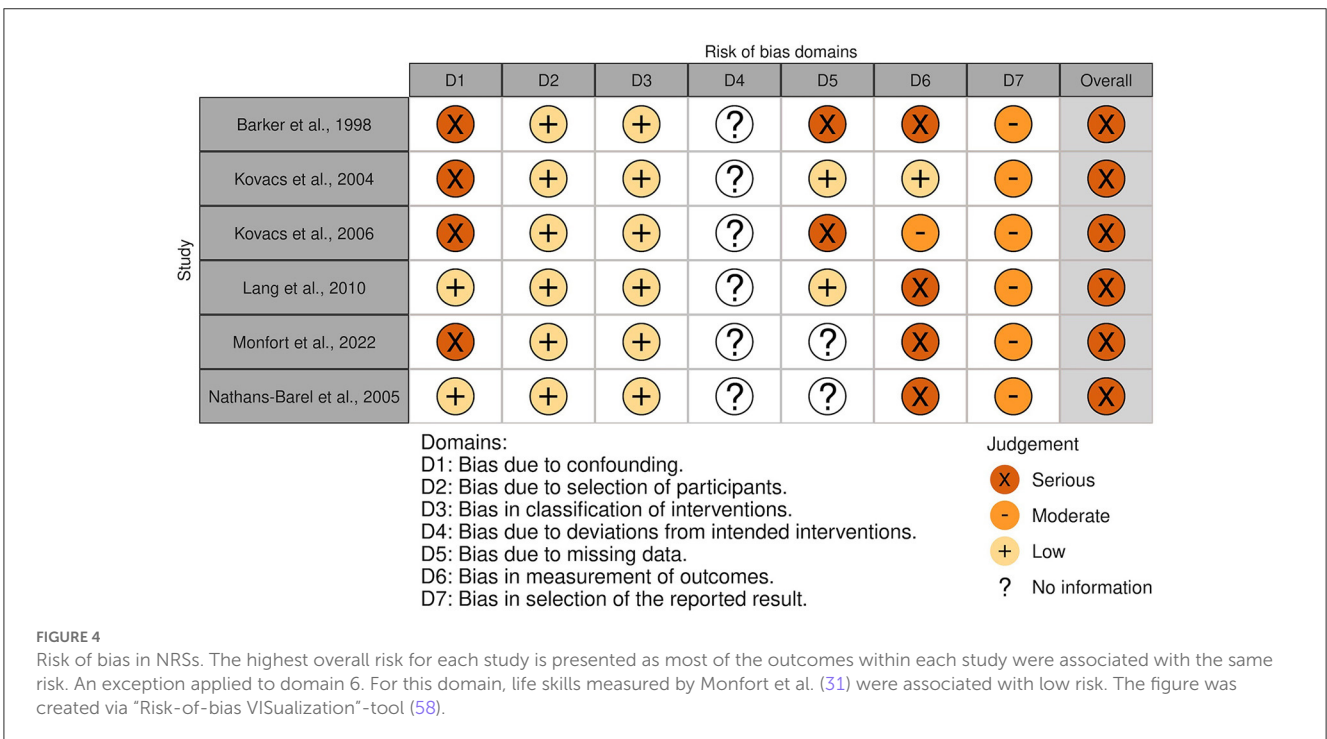 Risk of bias domains
D1 D2 D3 D4 D5 D6 D7 Overall
Study
Barker et al., 1998 X + + ? X X - X
Kovacs et al., 2004 X + + ? + + - X
Kovacs et al., 2006 X + + ? X - - X
Lang et al., 2010 + + + ? + X - X
Monfort et al., 2022 X + + ? ? X - X
Nathans-Barel et al., 2005 + + + ? ? X - X
Domains:
D1: Bias due to confounding.
D2: Bias due to selection of participants.
D3: Bias in classification of interventions.
D4: Bias due to deviations from intended interventions.
D5: Bias due to missing data.
D6: Bias in measurement of outcomes.
D7: Bias in selection of the reported result.
Judgement
X Serious
- Moderate
+ Low
? No information
FIGURE 4
Risk of bias in NRSs. The highest overall risk for each study is presented as most of the outcomes within each study were associated with the same
risk. An exception applied to domain 6. For this domain, life skills measured by Monfort et al. (31) were associated with low risk. The figure was
created via “Risk-of-bias VISualization“-tool (58).